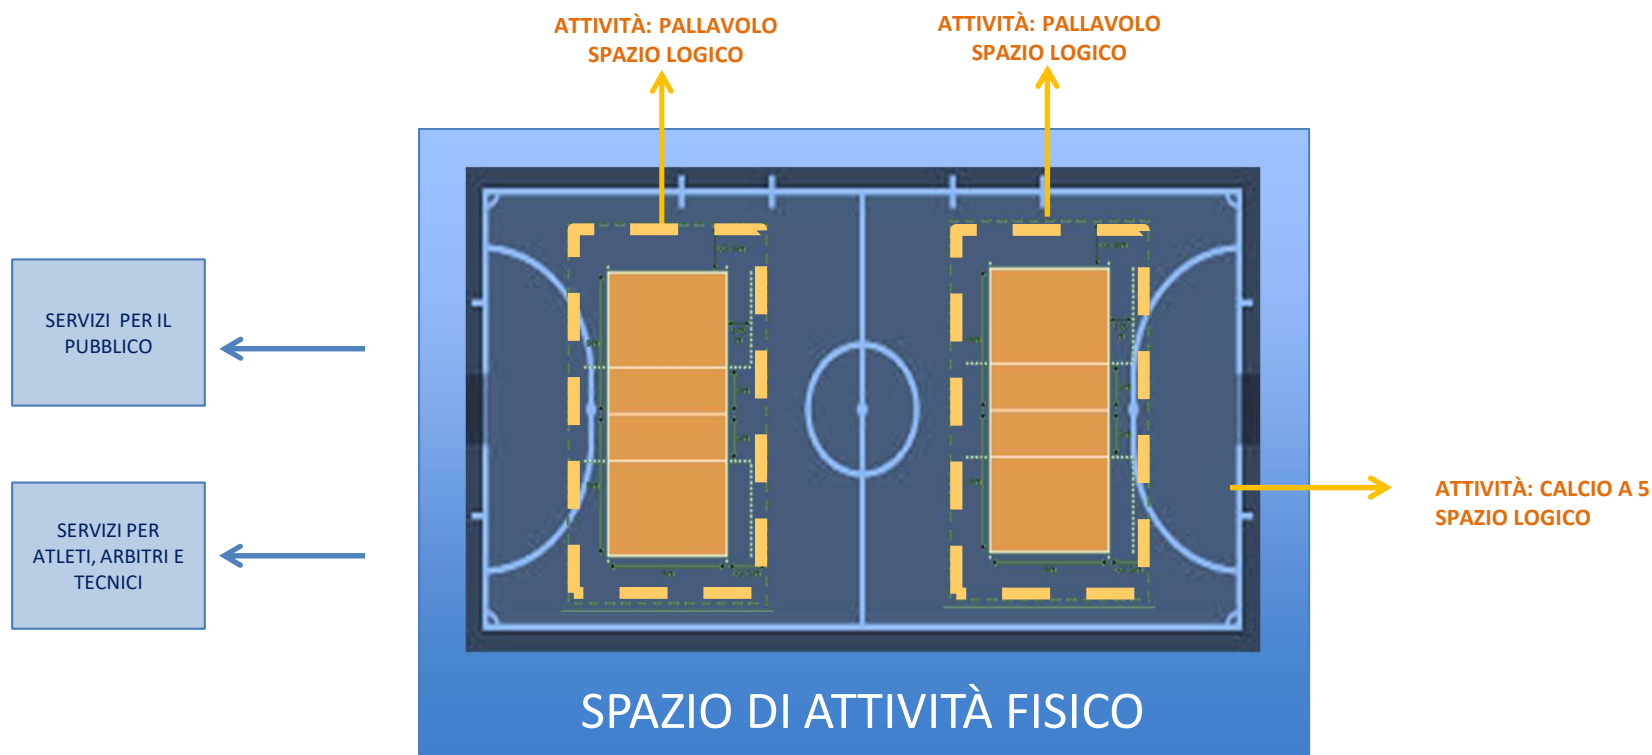 ATTIVITÀ: PALLAVOLO
SPAZIO LOGICO
ATTIVITÀ: PALLAVOLO
SPAZIO LOGICO
SERVIZI PER IL
PUBBLICO
SERVIZI PER
ATLETI, ARBITRI E
TECNICI
ATTIVITÀ: CALCIO A 5
SPAZIO LOGICO
SPAZIO DI ATTIVITÀ FISICO